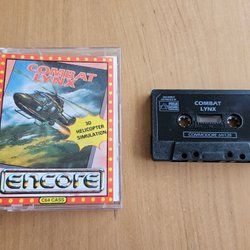 COMBAT
LYNX
3D
HELICOPTER
SIMULATION
encore
C64 CASS
COMBAT
LYNX
COMMODORE 64/128